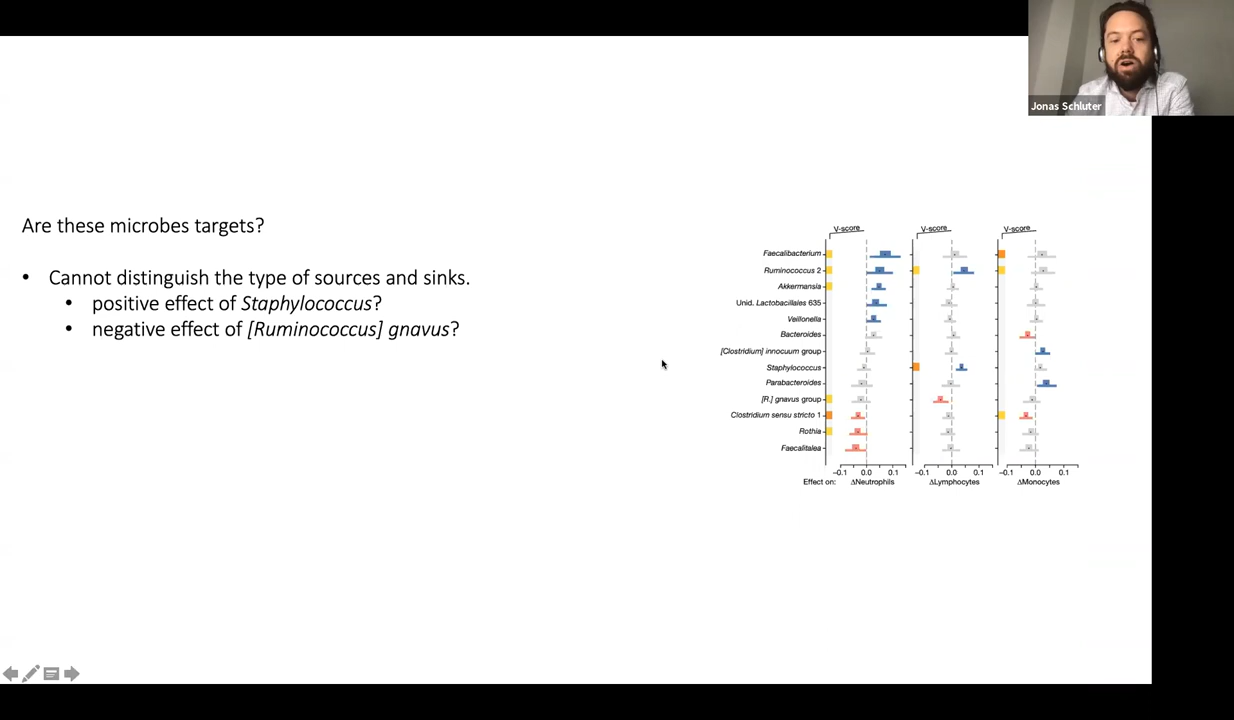 Jonas Schluter
Are these microbes targets?
• Cannot distinguish the type of sources and sinks.
• positive effect of Staphylococcus?
• negative effect of [Ruminococcus] gnavus?
V-score V-score V-score
Faecalibacterium
Ruminococcus 2
Akkermansia
Unid. Lactobacillales 635
Veillonella
Bacteroides
[Clostridium] innocuum group
Staphylococcus
Parabacteroides
[R.] gnavus group
Clostridium sensu stricto 1
Rothia
Faecalitalea
−0.1 0.0 0.1 −0.1 0.0 0.1 −0.1 0.0 0.1
Effect on: ΔNeutrophils ΔLymphocytes ΔMonocytes